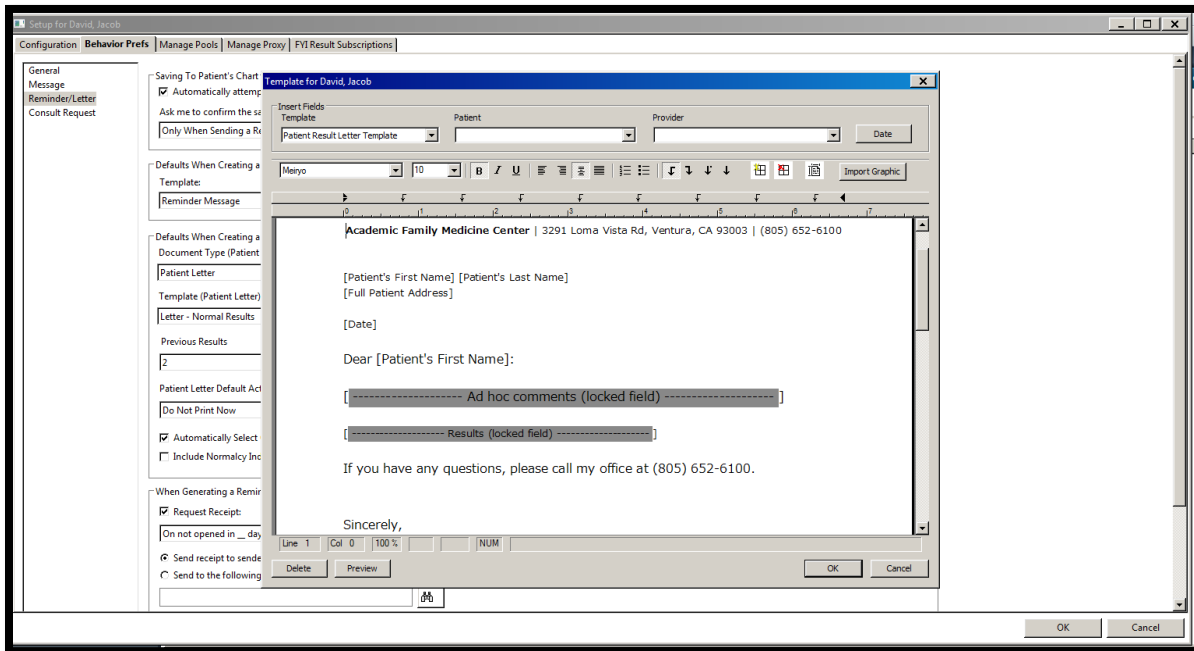 Setup for David, Jacob
Configuration Behavior Prefs Manage Pools Manage Proxy FYI Result Subscriptions
General
Message
Reminder/Letter
Consult Request
Saving To Patient's Chart
Automatically attemp
Ask me to confirm the sa
Only When Sending a Re
Defaults When Creating a
Template:
Reminder Message
Defaults When Creating a
Document Type (Patient
Patient Letter
Template (Patient Letter)
Letter - Normal Results
Previous Results
2
Patient Letter Default Act
Do Not Print Now
Automatically Select
Include Normalcy Inc
When Generating a Remin
Request Receipt:
On not opened in __ day
Send receipt to sende
Send to the following
Template for David, Jacob
Insert Fields
Template Patient Provider
Patient Result Letter Template Date
Meiryo 10 B I U Import Graphic
0 1 2 3 4 5 6 7
Academic Family Medicine Center | 3291 Loma Vista Rd, Ventura, CA 93003 | (805) 652-6100
[Patient's First Name] [Patient's Last Name]
[Full Patient Address]
[Date]
Dear [Patient's First Name]:
[ -------------------- Ad hoc comments (locked field) -------------------- ]
[ -------------------- Results (locked field) -------------------- ]
If you have any questions, please call my office at (805) 652-6100.
Sincerely,
Line 1 Col 0 100 % NUM
Delete Preview OK Cancel
OK Cancel